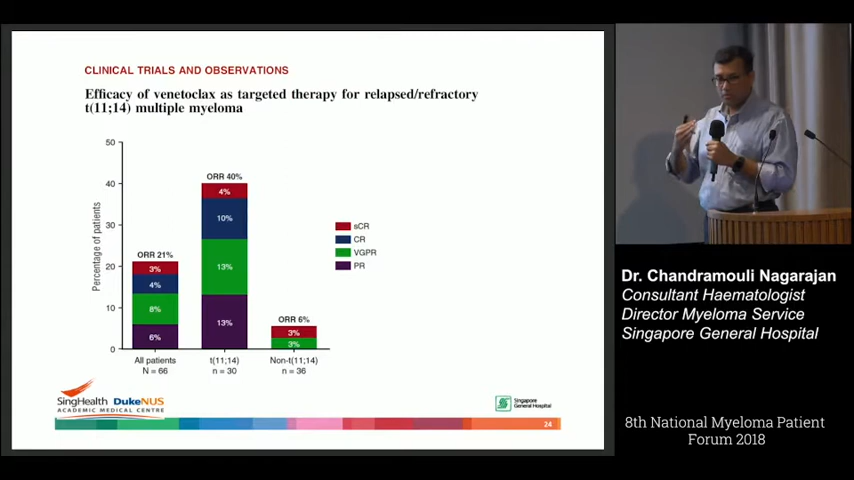 CLINICAL TRIALS AND OBSERVATIONS
Efficacy of venetoclax as targeted therapy for relapsed/refractory
t(11;14) multiple myeloma
Percentage of patients
50
40
30
20
10
0
ORR 21%
3%
4%
8%
6%
ORR 40%
4%
10%
13%
13%
ORR 6%
3%
3%
All patients
N = 66
t(11;14)
n = 30
Non-t(11;14)
n = 36
sCR
CR
VGPR
PR
SingHealth DukeNUS
ACADEMIC MEDICAL CENTRE
Singapore
General Hospital
24
Dr. Chandramouli Nagarajan
Consultant Haematologist
Director Myeloma Service
Singapore General Hospital
8th National Myeloma Patient
Forum 2018